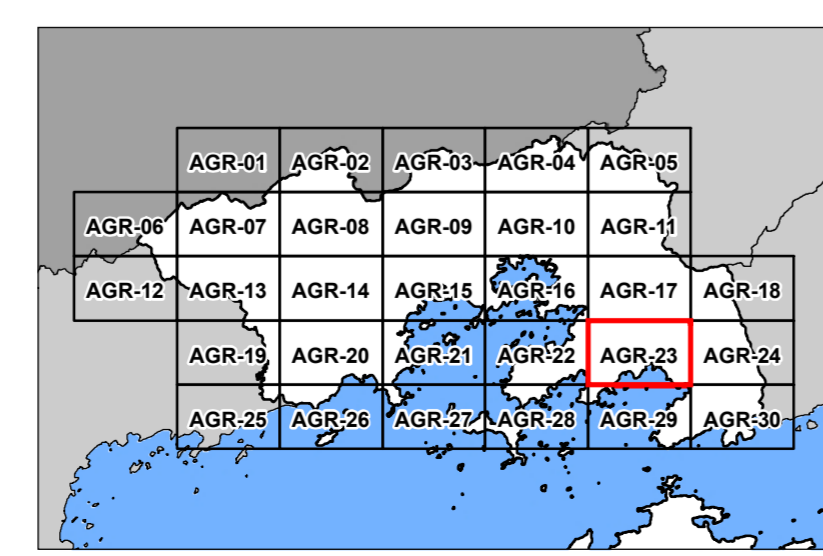 AGR-01 AGR-02 AGR-03 AGR-04 AGR-05
AGR-06 AGR-07 AGR-08 AGR-09 AGR-10 AGR-11
AGR-12 AGR-13 AGR-14 AGR-15 AGR-16 AGR-17 AGR-18
AGR-19 AGR-20 AGR-21 AGR-22 AGR-23 AGR-24
AGR-25 AGR-26 AGR-27 AGR-28 AGR-29 AGR-30